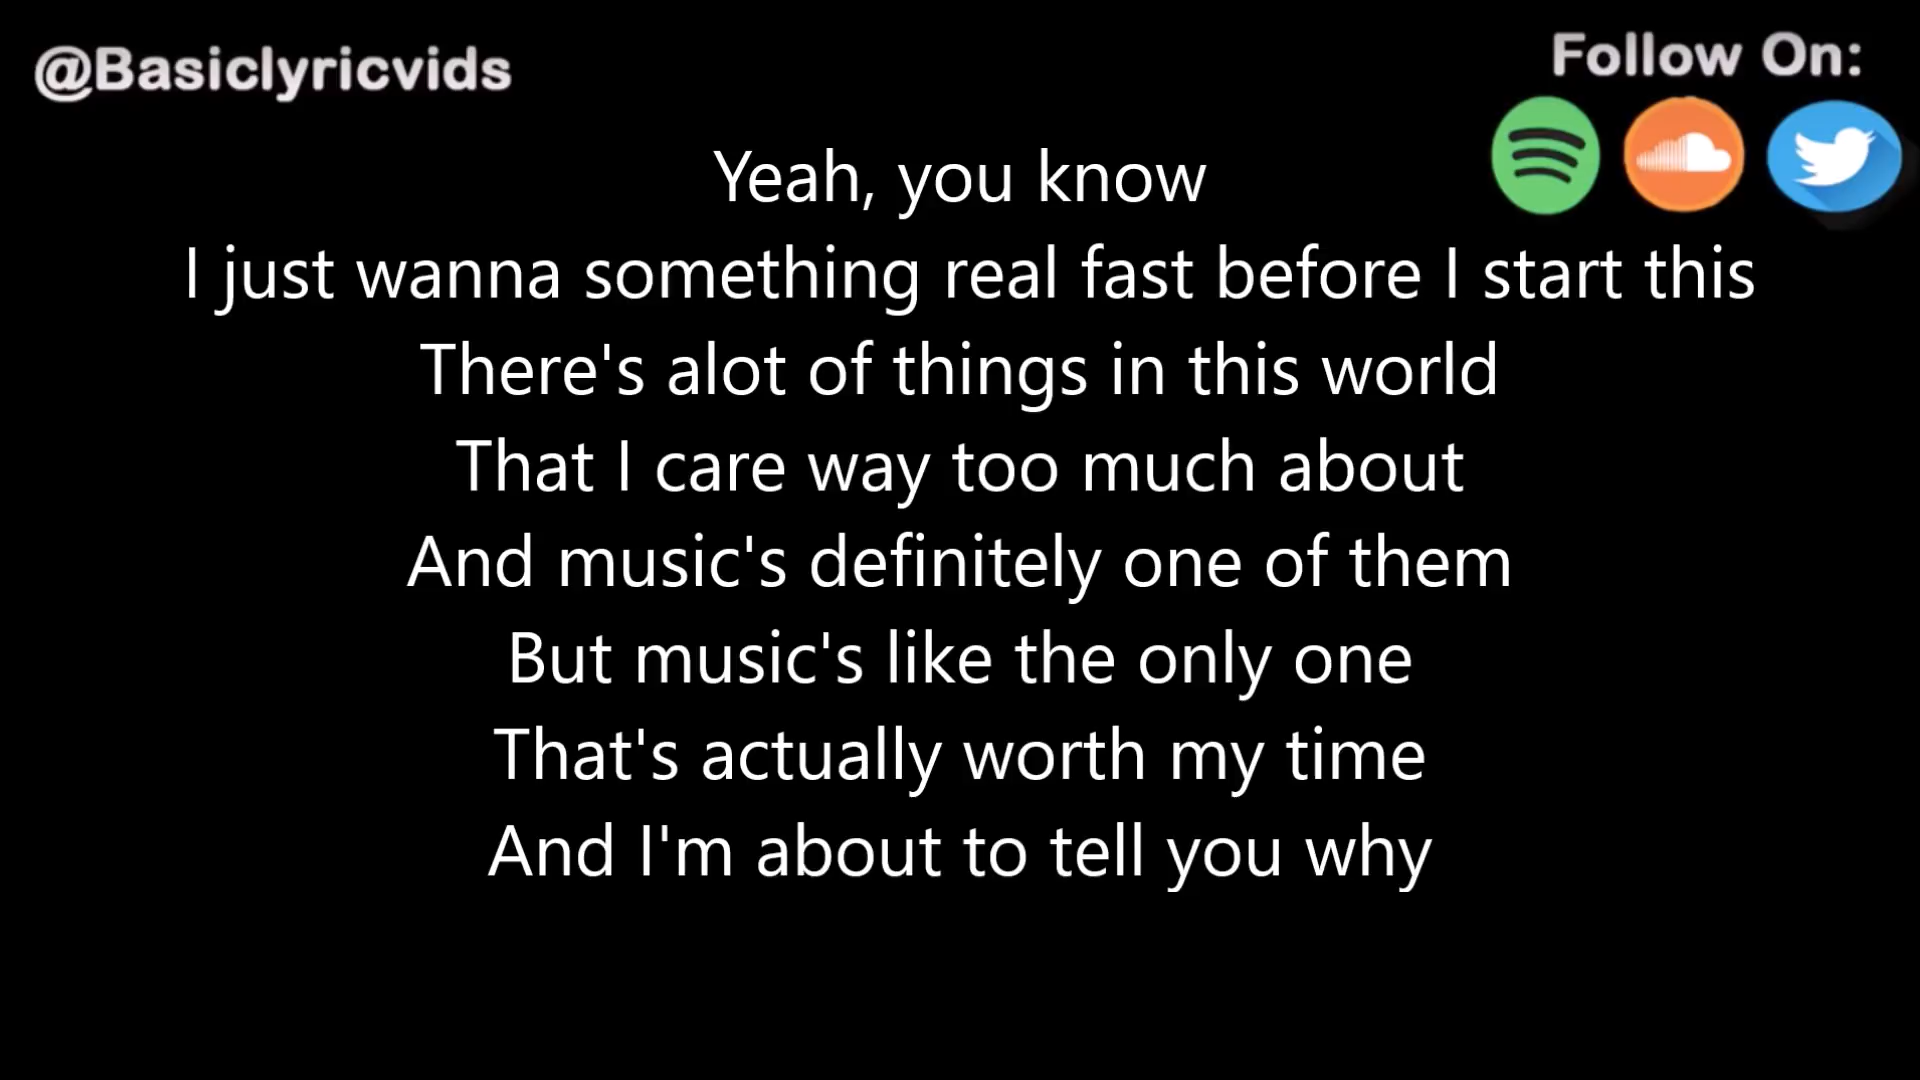 @Basiclyricvids
Follow On:
Yeah, you know
I just wanna something real fast before I start this
There's alot of things in this world
That I care way too much about
And music's definitely one of them
But music's like the only one
That's actually worth my time
And I'm about to tell you why